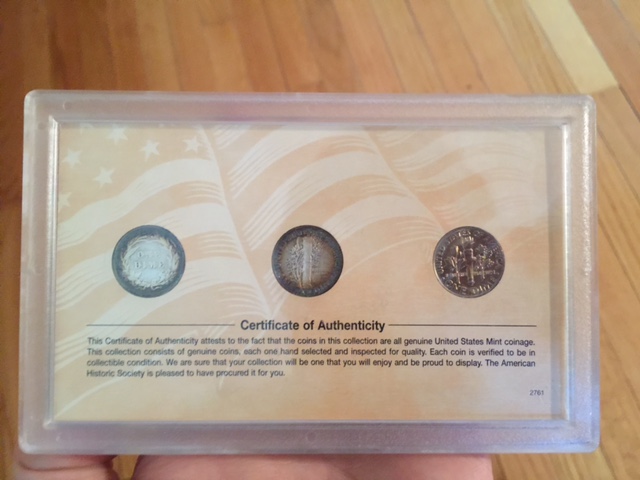 Certificate of Authenticity
This Certificate of Authenticity attests to the fact that the coins in this collection are all genuine United States Mint coinage.
This collection consists of genuine coins, each one hand selected and inspected for quality. Each coin is verified to be in
collectible condition. We are sure that your collection will be one that you will enjoy and be proud to display. The American
Historic Society is pleased to have procured it for you.
2761